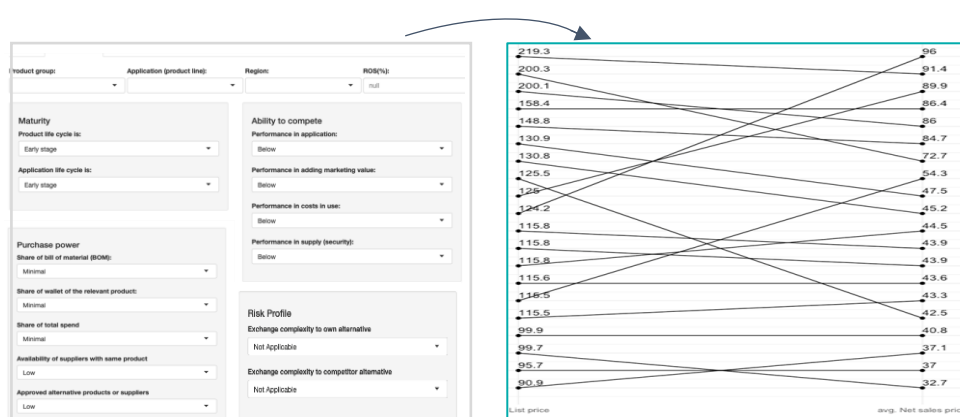 Product group:
Application (product line):
Region:
ROS(%):
null
Maturity
Product life cycle is:
Early stage
Application life cycle is:
Early stage
Ability to compete
Performance in application:
Below
Performance in adding marketing value:
Below
Performance in costs in use:
Below
Performance in supply (security):
Below
Purchase power
Share of bill of material (BOM):
Minimal
Share of wallet of the relevant product:
Minimal
Share of total spend
Minimal
Availability of suppliers with same product
Low
Approved alternative products or suppliers
Low
Risk Profile
Exchange complexity to own alternative
Not Applicable
Exchange complexity to competitor alternative
Not Applicable
219.3
200.3
200.1
158.4
148.8
130.9
130.8
125.5
125
124.2
115.8
115.8
115.8
115.6
115.5
99.9
99.7
95.7
90.9
List price
96
91.4
89.9
86.4
86
84.7
72.7
54.3
47.5
45.2
44.5
43.9
43.9
43.6
43.3
42.5
40.8
37.1
37
32.7
avg. Net sales pric